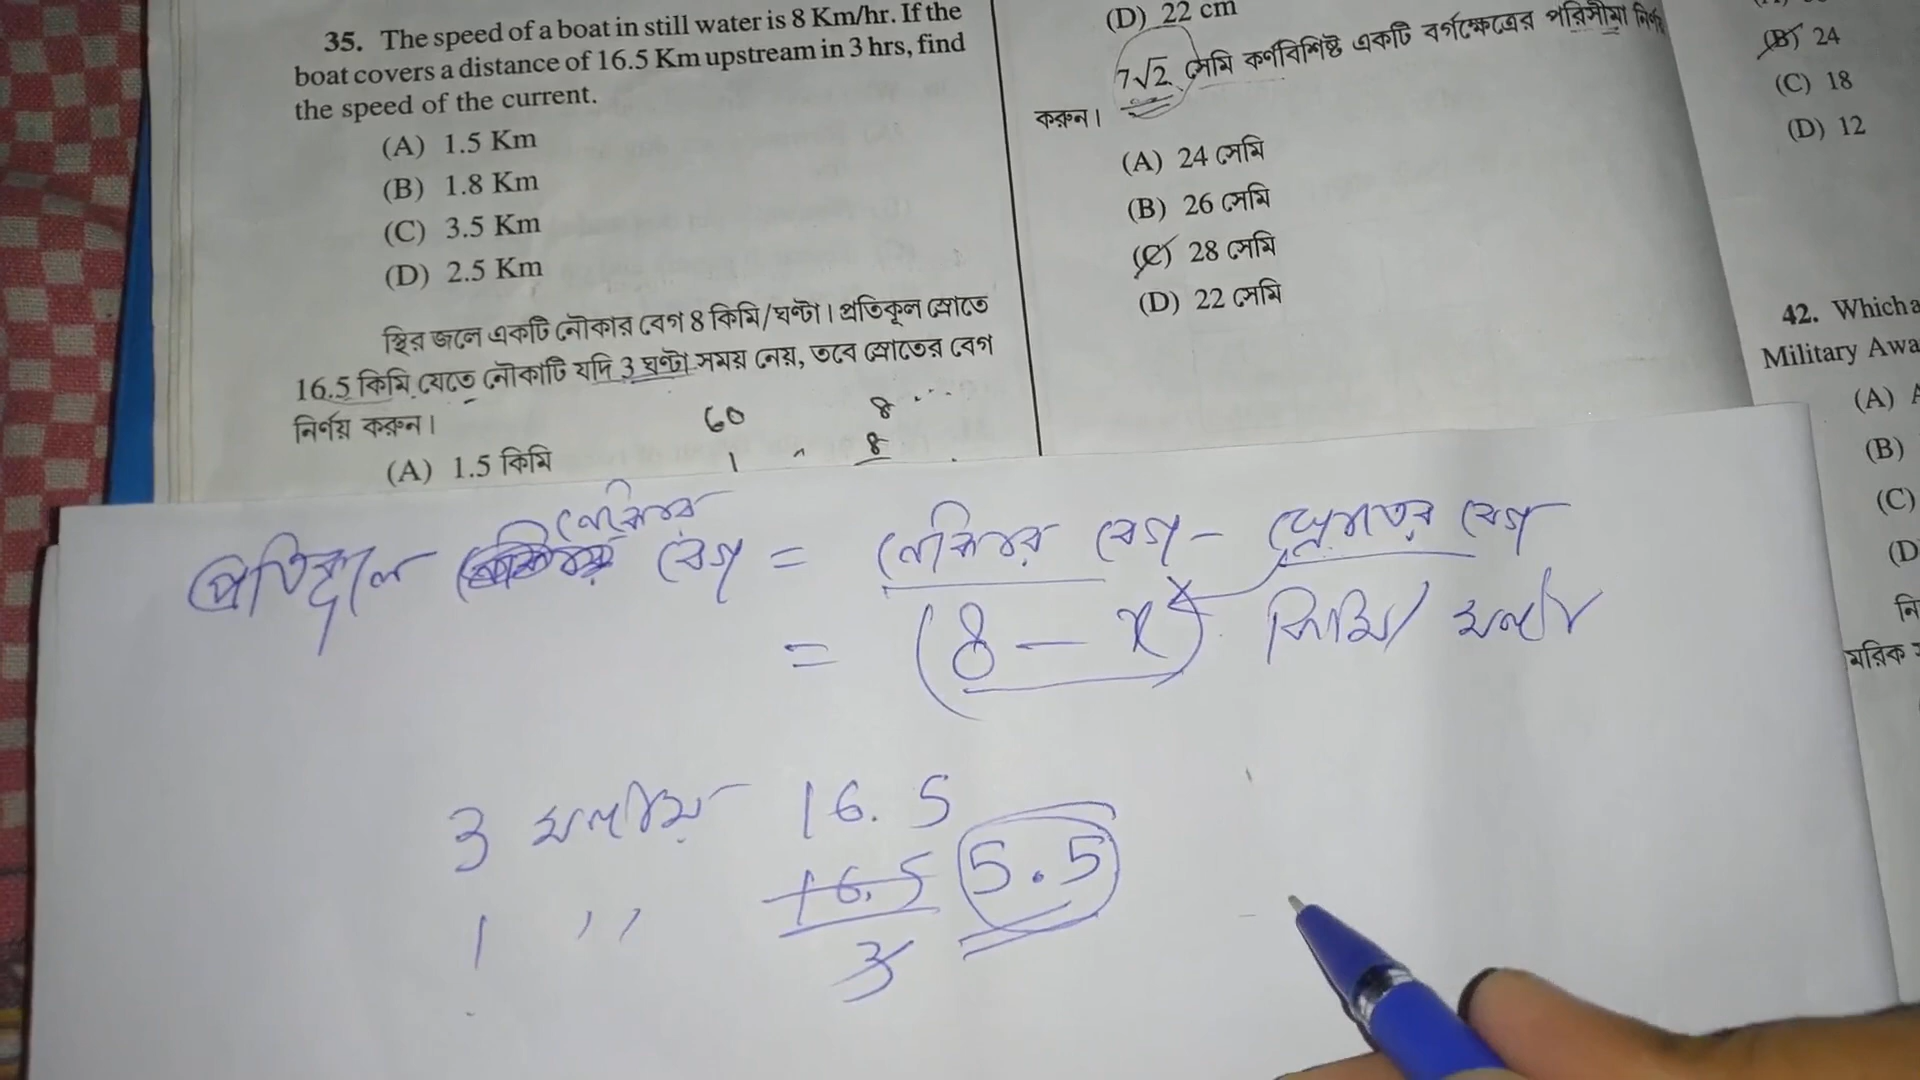 35. The speed of a boat in still water is 8 Km/hr. If the
boat covers a distance of 16.5 Km upstream in 3 hrs, find
the speed of the current.
(A) 1.5 Km
(B) 1.8 Km
(C) 3.5 Km
(D) 2.5 Km
স্থির জলে একটি নৌকার বেগ 8 কিমি/ঘণ্টা। প্রতিকূল স্রোতে
16.5 কিমি যেতে নৌকাটি যদি 3 ঘণ্টা সময় নেয়, তবে স্রোতের বেগ
নির্ণয় করুন।
(A) 1.5 কিমি
60
1
8
8
(D) 22 cm
7√2 সেমি কর্ণবিশিষ্ট একটি বর্গক্ষেত্রের পরিসীমা
করুন।
(A) 24 সেমি
(B) 26 সেমি
(C) 28 সেমি
(D) 22 সেমি
(B) 24
(C) 18
(D) 12
42. Which a
Military Awa
(A) A
(B)
(C)
(D
নি
মরিক
প্রতিকূলে নৌকার বেগ = নৌকার বেগ - স্রোতের বেগ
= (8 - x) কিমি/ ঘন্টা
3 ঘন্টায় 16.5
1 ,, 16.5 5.5
3